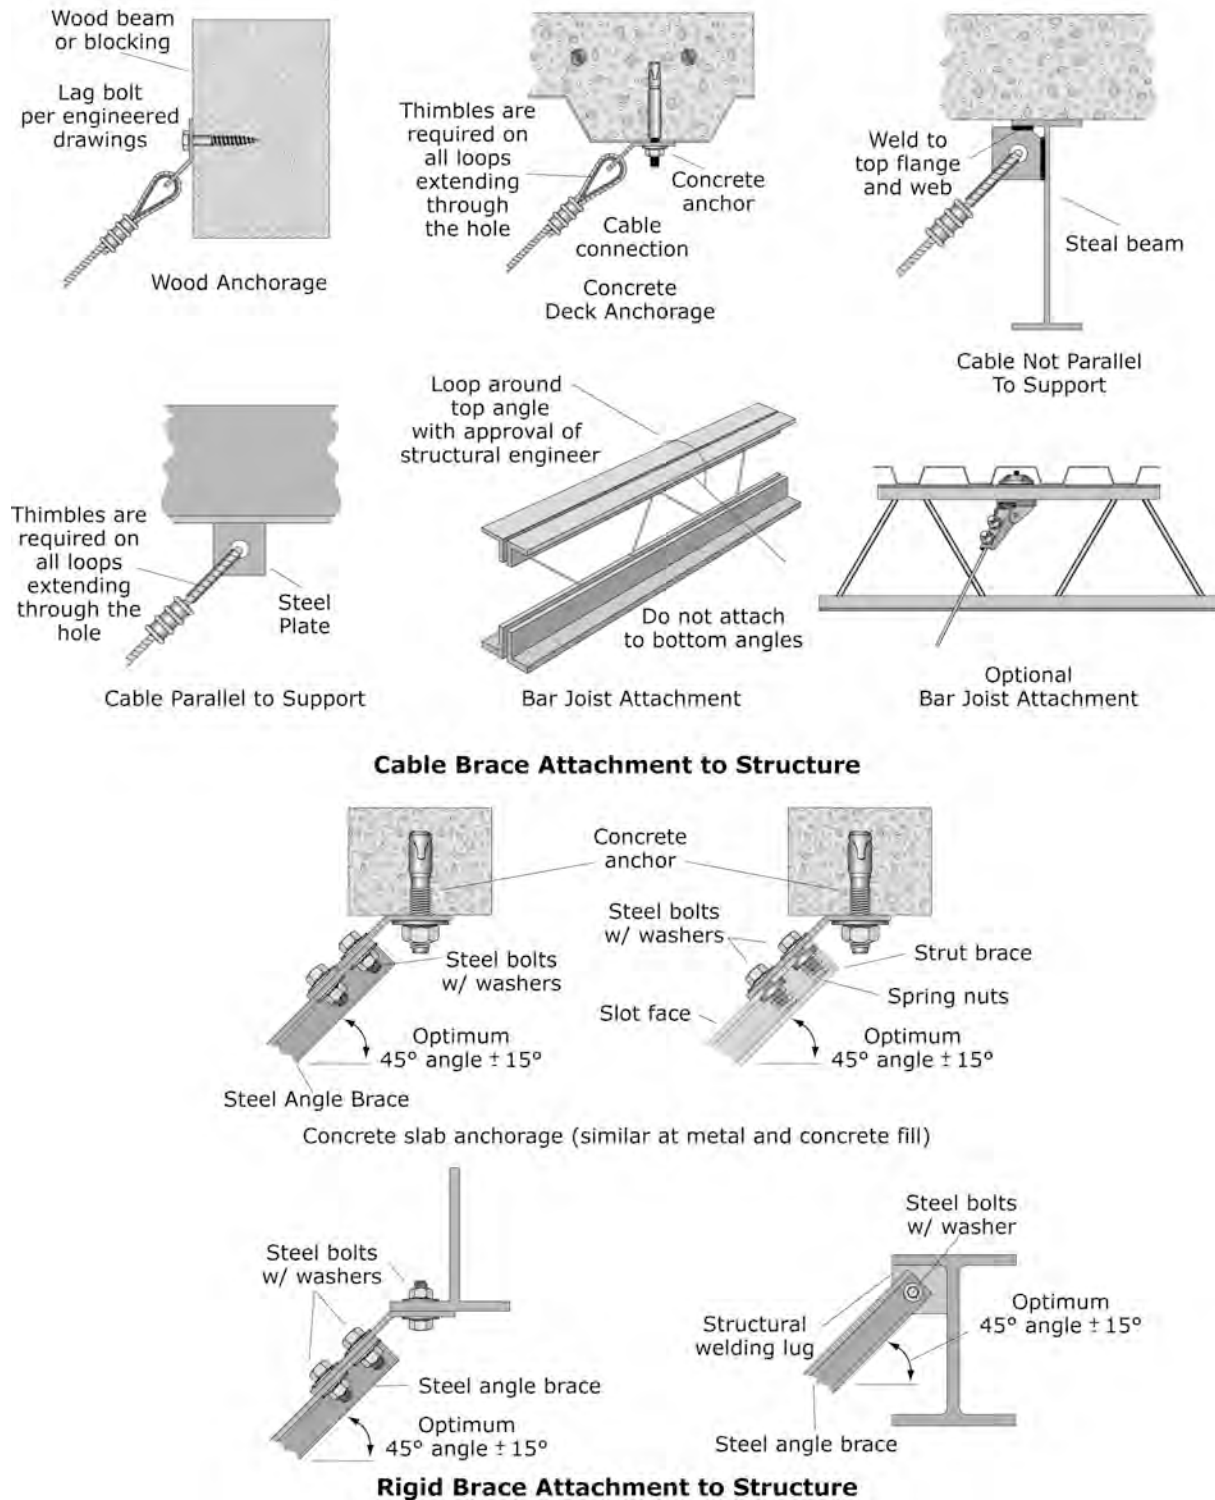 Wood beam
or blocking
Lag bolt
per engineered
drawings
Wood Anchorage
Thimbles are
required on
all loops
extending
through
the hole
Concrete
anchor
Cable
connection
Concrete
Deck Anchorage
Weld to
top flange
and web
Steal beam
Cable Not Parallel
To Support
Thimbles are
required on
all loops
extending
through the
hole
Steel
Plate
Cable Parallel to Support
Loop around
top angle
with approval of
structural engineer
Do not attach
to bottom angles
Bar Joist Attachment
Optional
Bar Joist Attachment
Cable Brace Attachment to Structure
Concrete
anchor
Steel bolts
w/ washers
Optimum
45° angle ± 15°
Steel Angle Brace
Steel bolts
w/ washers
Strut brace
Spring nuts
Slot face
Optimum
45° angle ± 15°
Concrete slab anchorage (similar at metal and concrete fill)
Steel bolts
w/ washers
Steel angle brace
Optimum
45° angle ± 15°
Steel bolts
w/ washer
Structural
welding lug
Optimum
45° angle ± 15°
Steel angle brace
Rigid Brace Attachment to Structure